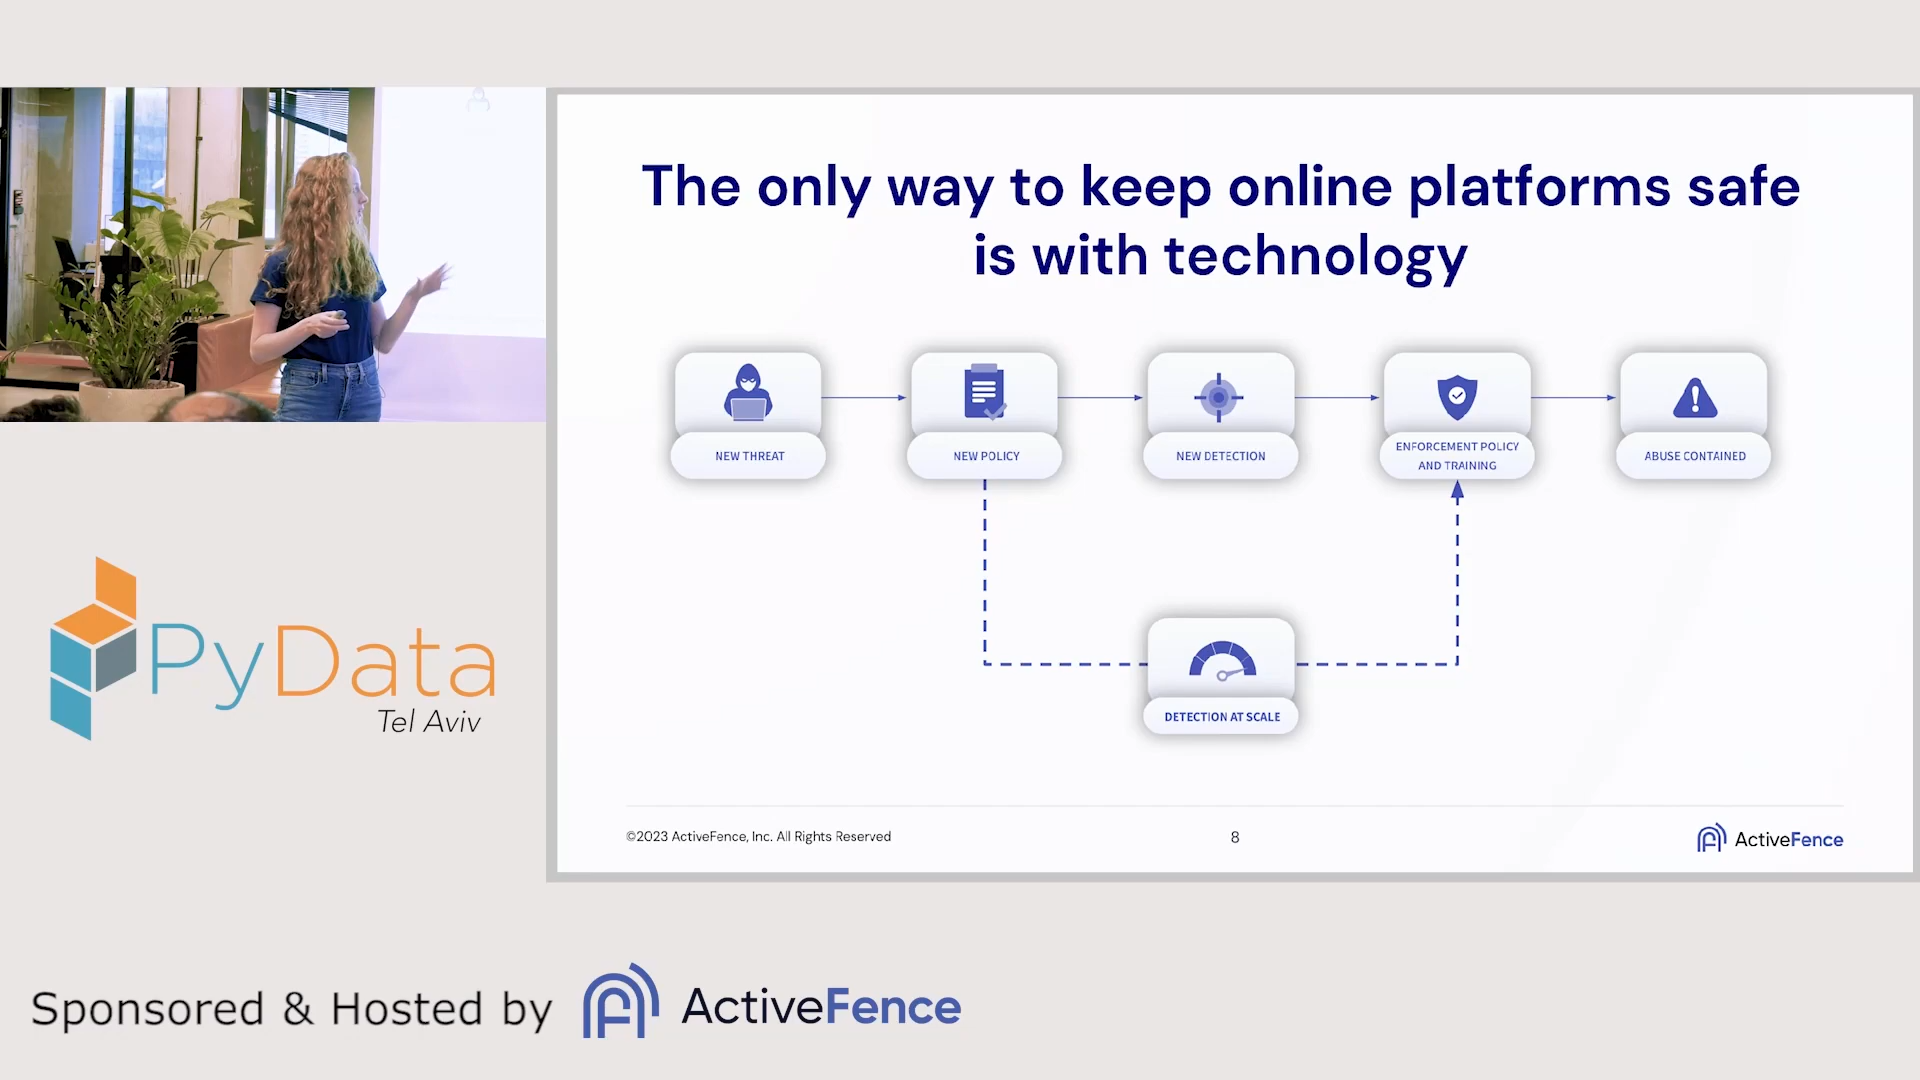 The only way to keep online platforms safe
is with technology
NEW THREAT
NEW POLICY
NEW DETECTION
ENFORCEMENT POLICY
AND TRAINING
ABUSE CONTAINED
DETECTION AT SCALE
©2023 ActiveFence, Inc. All Rights Reserved
8
ActiveFence
PyData
Tel Aviv
Sponsored & Hosted by
ActiveFence